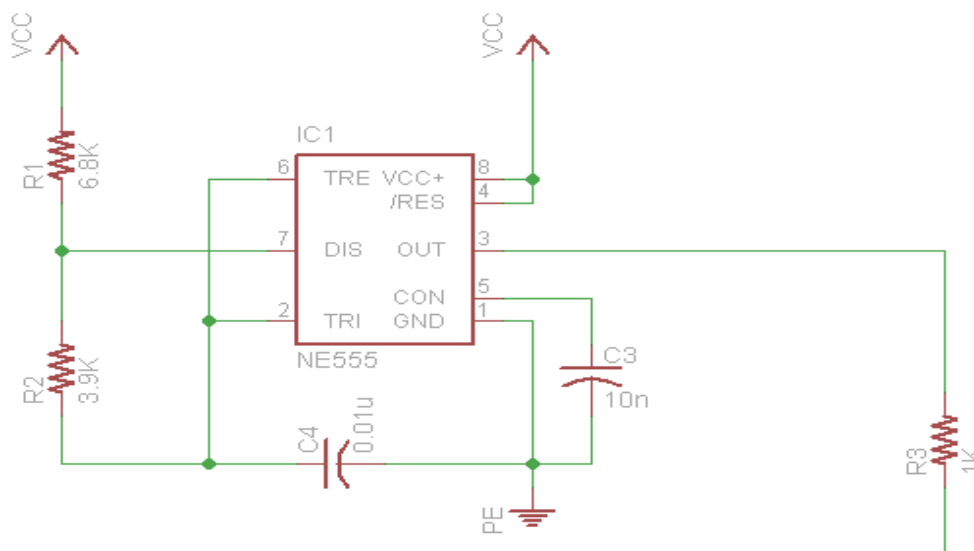 VCC
VCC
R1
6.8K
IC1
6
TRE
VCC+
8
/RES
4
7
DIS
OUT
3
CON
5
2
TRI
GND
1
NE555
R2
3.9K
C3
10n
C4
0.01u
R3
1K
PE